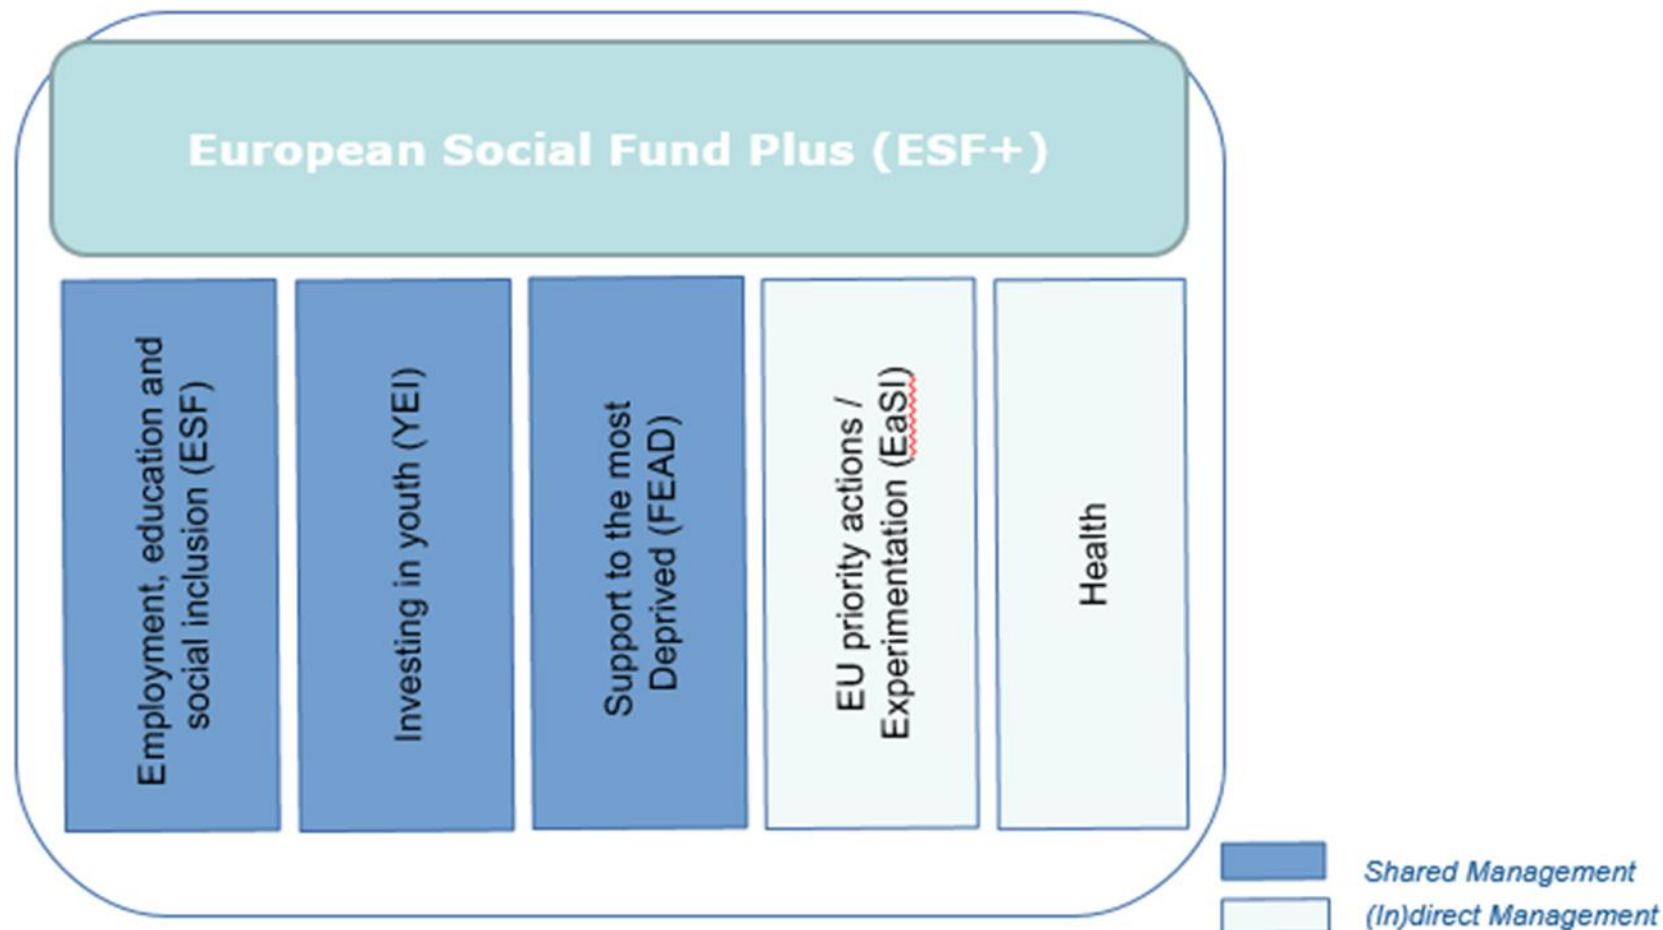 European Social Fund Plus (ESF+)
Employment, education and
social inclusion (ESF)
Investing in youth (YEI)
Support to the most
Deprived (FEAD)
EU priority actions /
Experimentation (EaSI)
Health
Shared Management
(In)direct Management